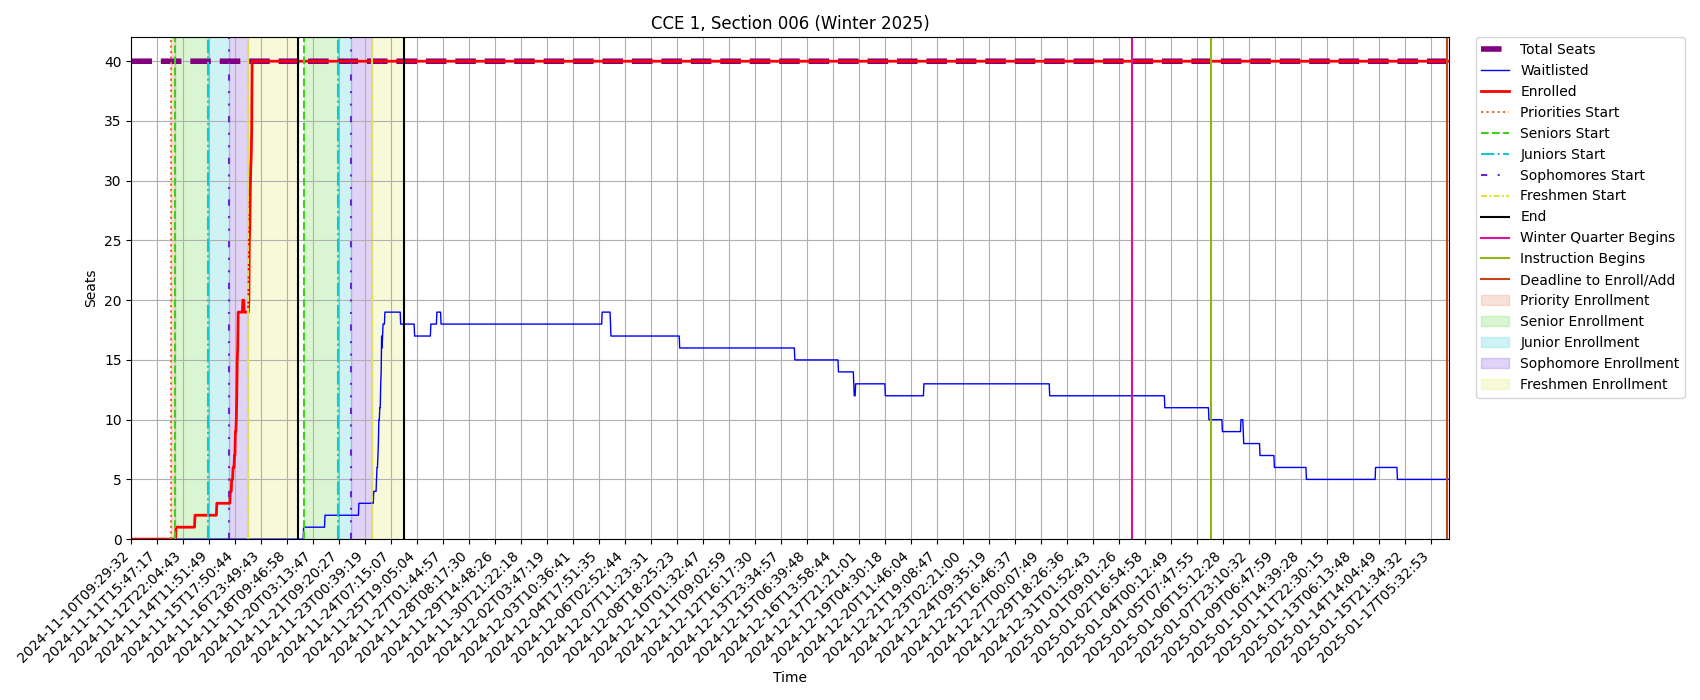 CCE 1, Section 006 (Winter 2025)
Seats
40
35
30
25
20
15
10
5
0
2024-11-10T09:29:32
2024-11-11T15:47:17
2024-11-12T22:04:43
2024-11-14T11:51:49
2024-11-15T17:50:44
2024-11-16T23:49:43
2024-11-18T09:46:58
2024-11-20T03:13:47
2024-11-21T09:20:27
2024-11-23T00:39:19
2024-11-24T07:15:07
2024-11-25T19:05:04
2024-11-27T01:44:57
2024-11-28T08:17:30
2024-11-29T14:48:26
2024-11-30T21:22:18
2024-12-02T03:47:19
2024-12-03T10:36:41
2024-12-04T17:51:35
2024-12-06T02:52:44
2024-12-07T11:23:31
2024-12-08T18:25:23
2024-12-10T01:32:47
2024-12-11T09:02:59
2024-12-12T16:17:30
2024-12-13T23:34:57
2024-12-15T06:39:48
2024-12-16T13:58:44
2024-12-17T21:21:01
2024-12-19T04:30:18
2024-12-20T11:46:04
2024-12-21T19:08:47
2024-12-23T02:21:00
2024-12-24T09:35:19
2024-12-25T16:46:37
2024-12-27T00:07:49
2024-12-29T18:26:36
2024-12-31T01:52:43
2025-01-01T09:01:26
2025-01-02T16:54:58
2025-01-04T00:12:49
2025-01-05T07:47:55
2025-01-06T15:12:28
2025-01-07T23:10:32
2025-01-09T06:47:59
2025-01-10T14:39:28
2025-01-11T22:30:15
2025-01-13T06:13:48
2025-01-14T14:04:49
2025-01-15T21:34:32
2025-01-17T05:32:53
Time
Total Seats
Waitlisted
Enrolled
Priorities Start
Seniors Start
Juniors Start
Sophomores Start
Freshmen Start
End
Winter Quarter Begins
Instruction Begins
Deadline to Enroll/Add
Priority Enrollment
Senior Enrollment
Junior Enrollment
Sophomore Enrollment
Freshmen Enrollment